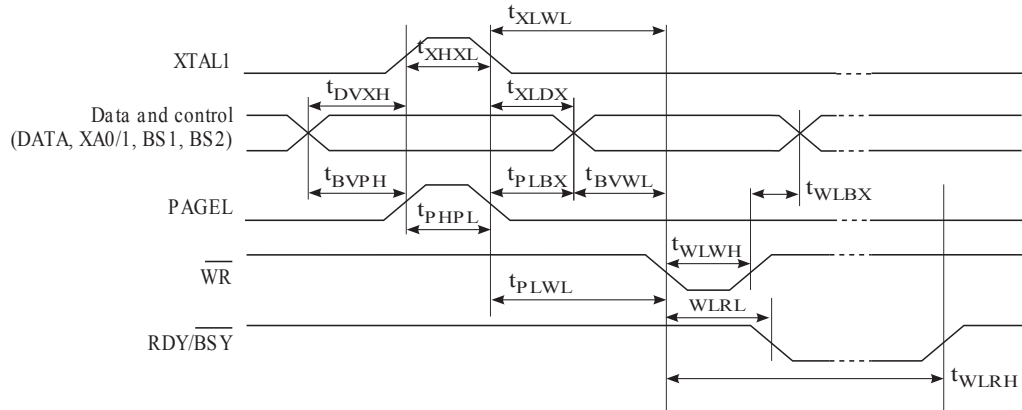 tXLWL
XTAL1
tXHXL
tDVXH
tXLDX
Data and control
(DATA, XA0/1, BS1, BS2)
tBVPH
tPLBX
tBVWL
tWLBX
PAGEL
tPHPL
tWLWH
WR
tPLWL
WLRL
RDY/BSY
tWLRH